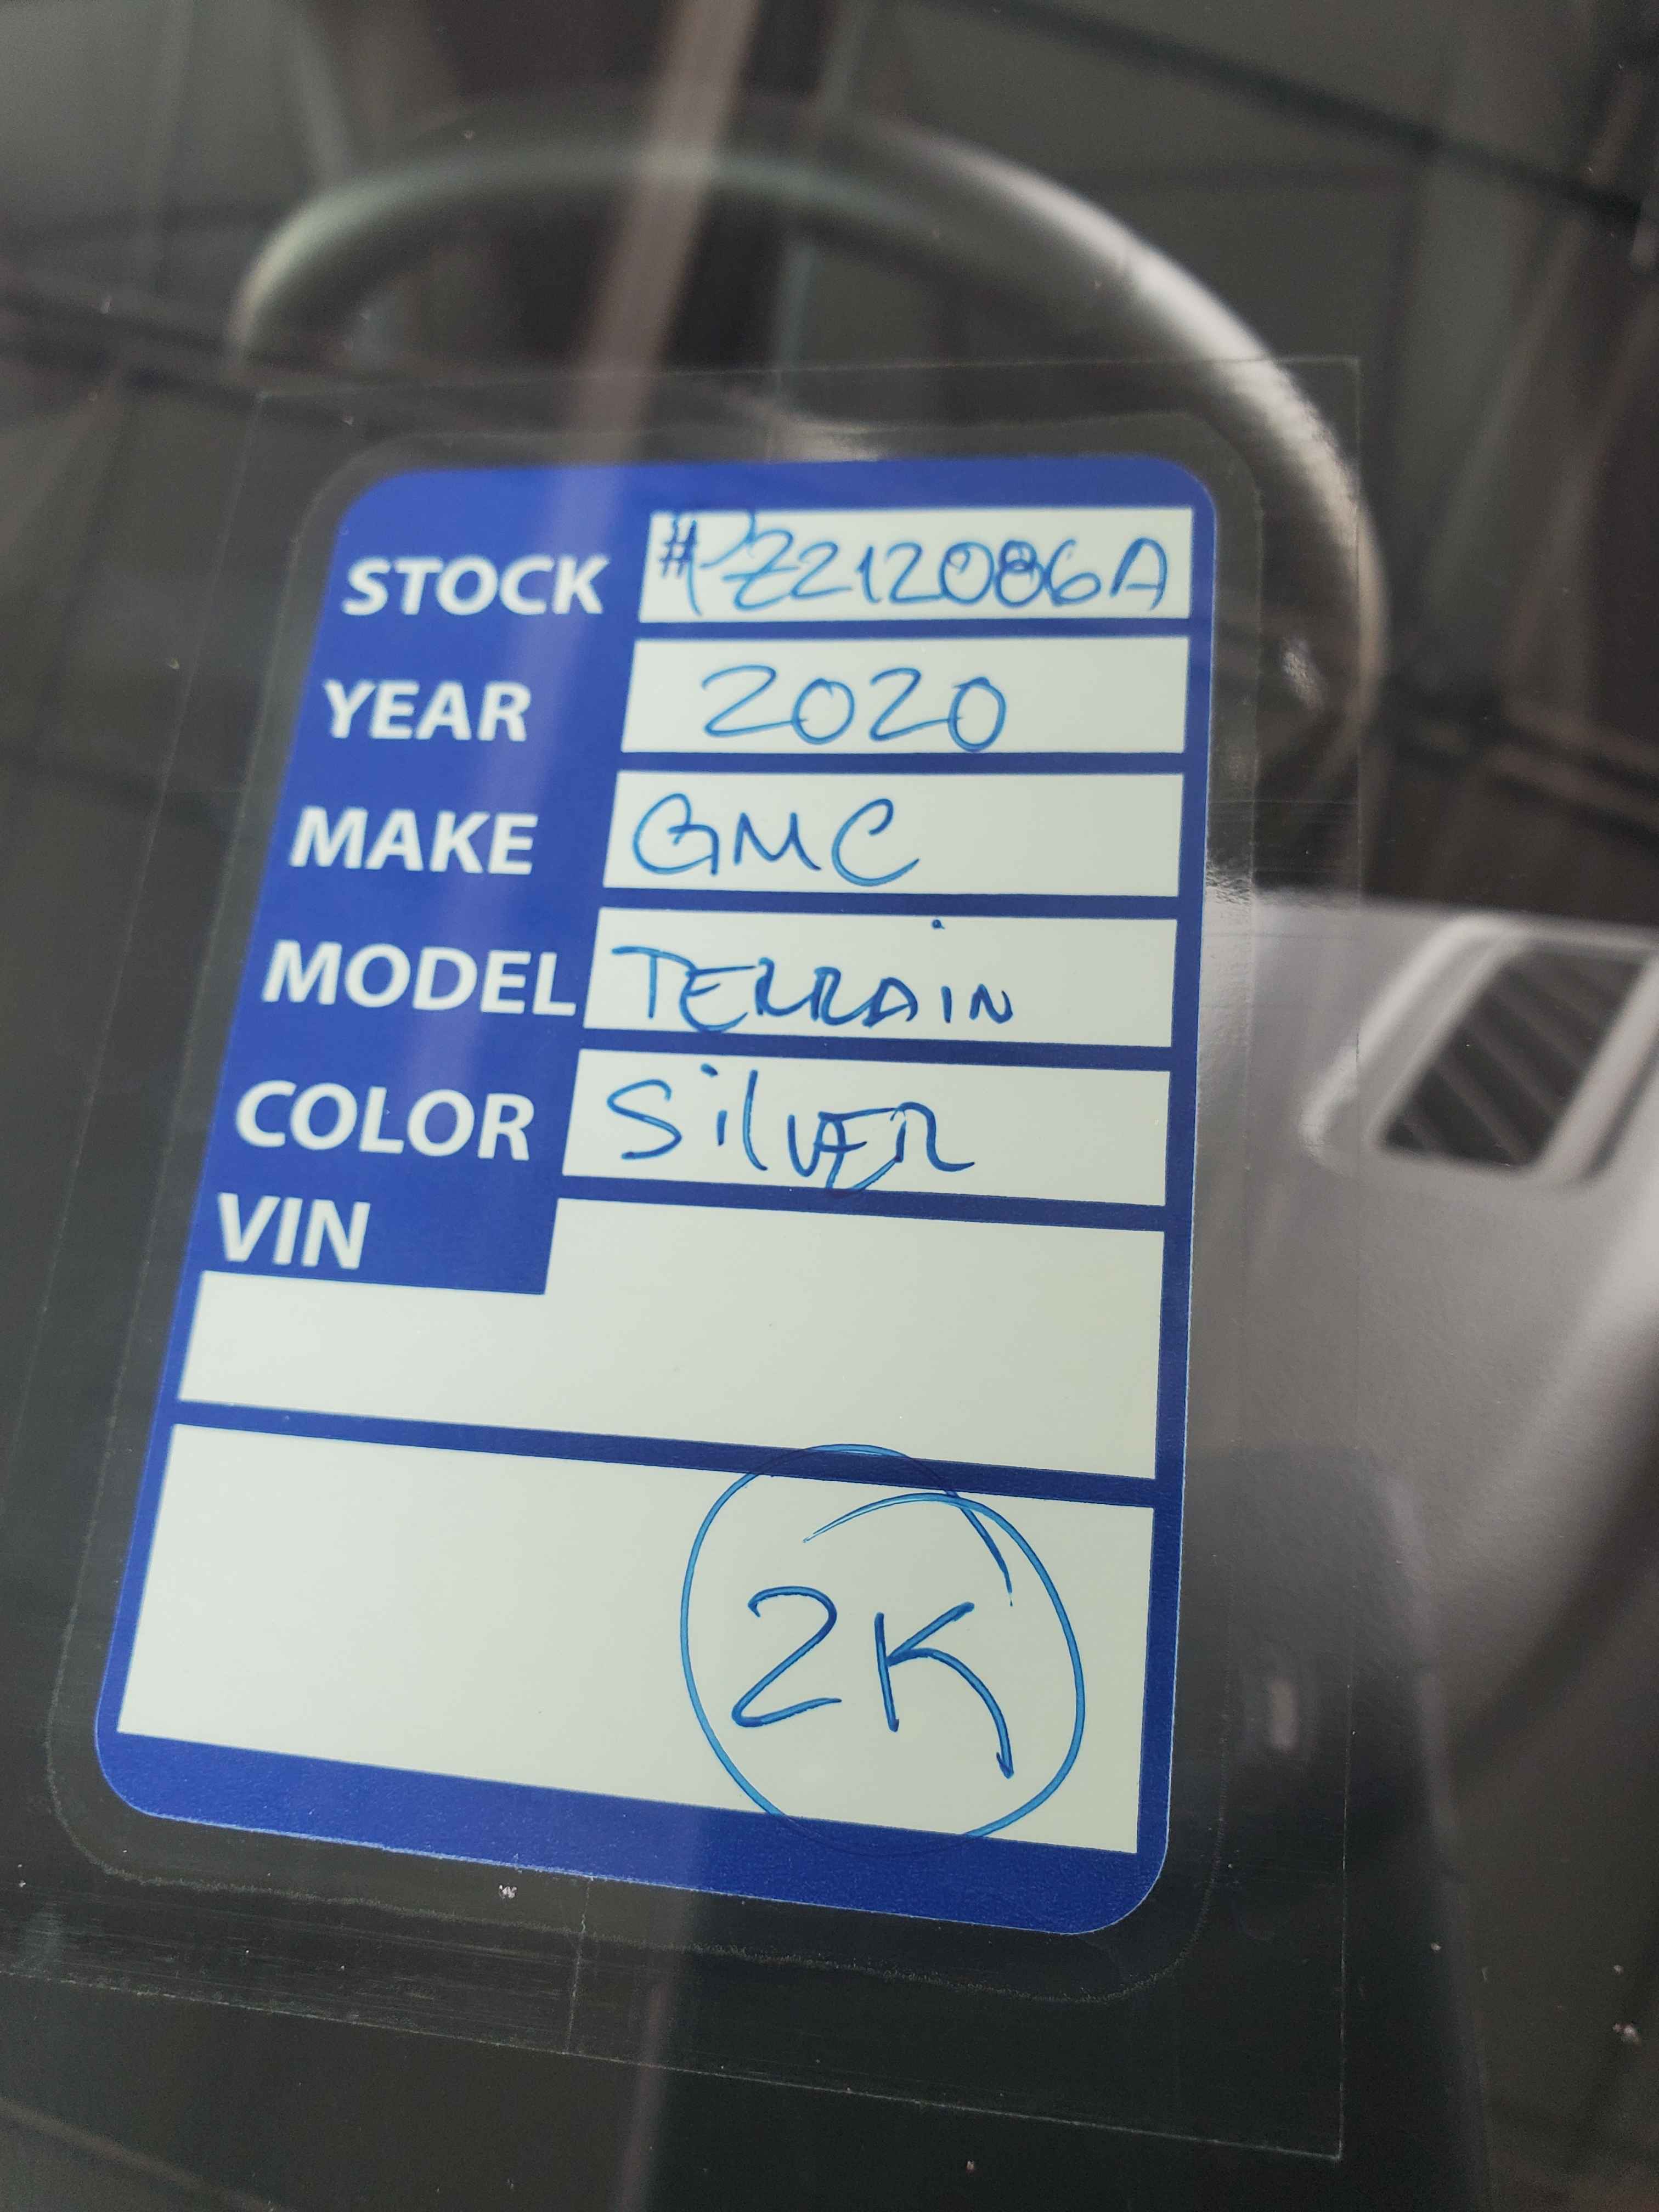 STOCK #PZ212086A
YEAR 2020
MAKE GMC
MODEL TERRAIN
COLOR SilVER
VIN
2K